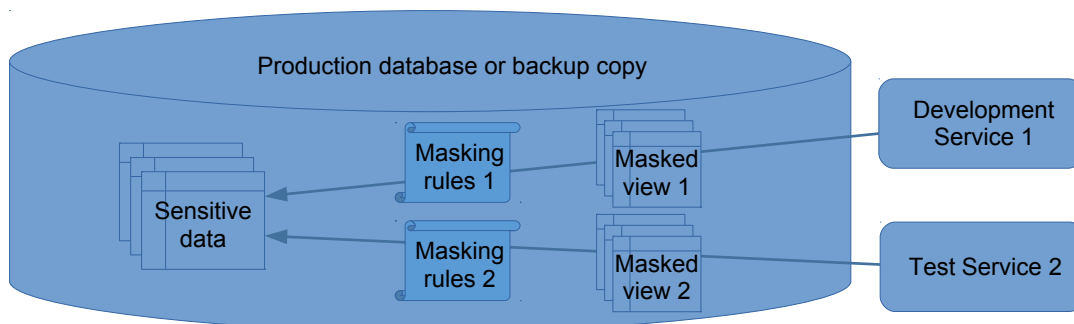 Production database or backup copy
Development
Service 1
Masking
rules 1
Masked
view 1
Sensitive
data
Masking
rules 2
Masked
view 2
Test Service 2